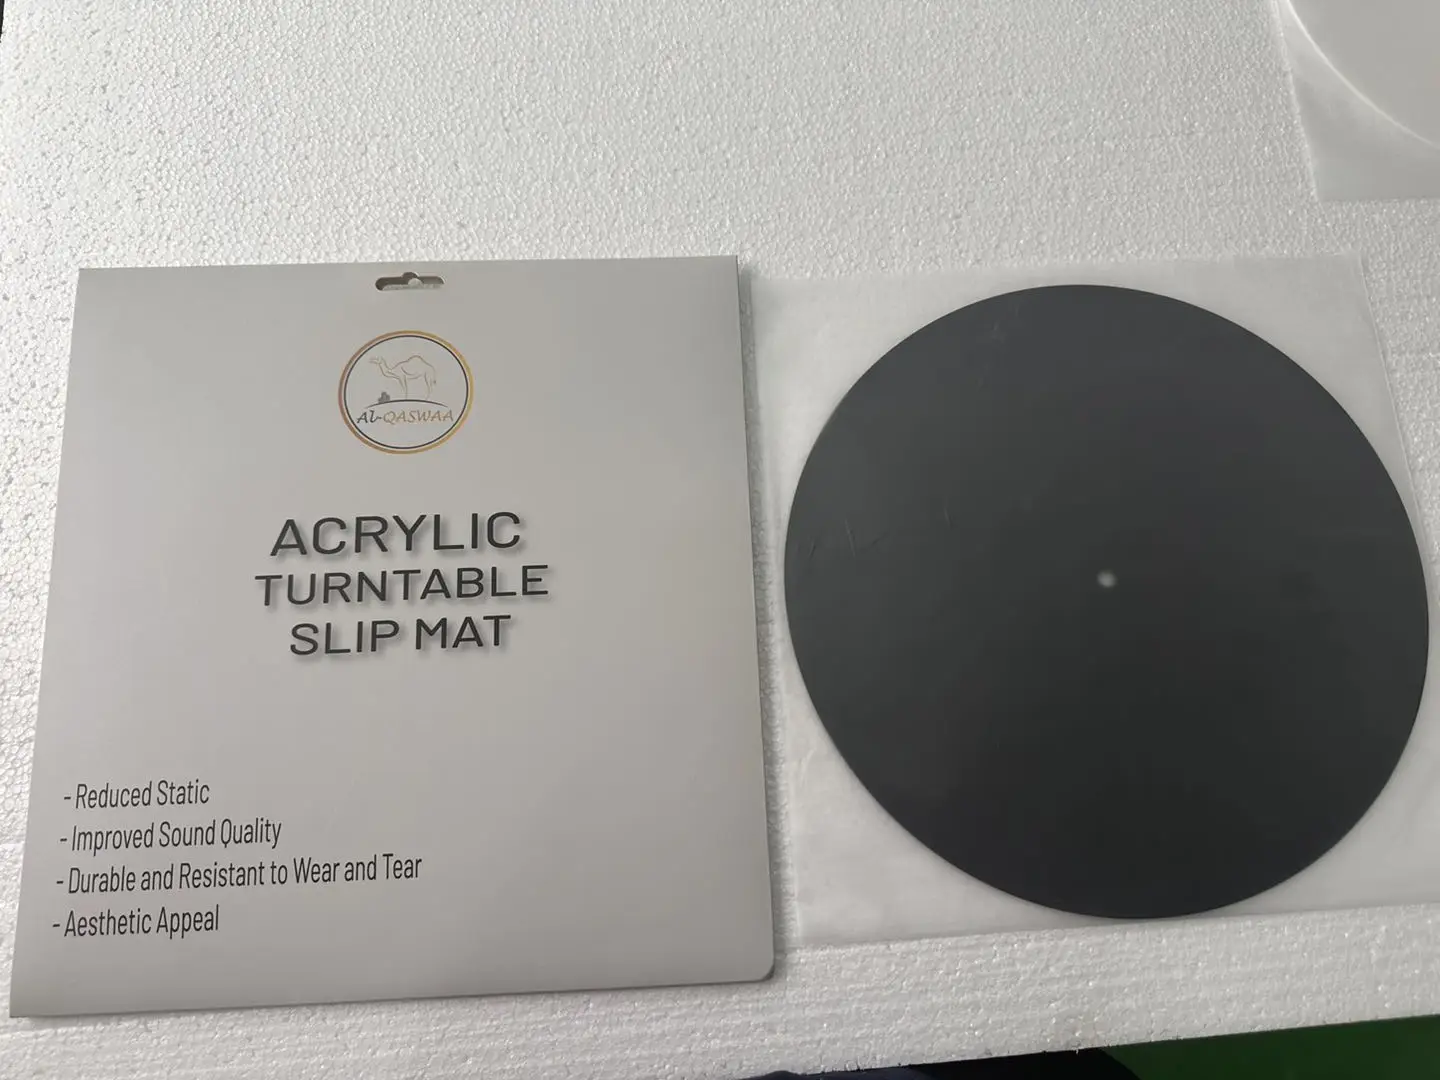 Al-QASWAA
ACRYLIC
TURNTABLE
SLIP MAT
- Reduced Static
- Improved Sound Quality
- Durable and Resistant to Wear and Tear
- Aesthetic Appeal